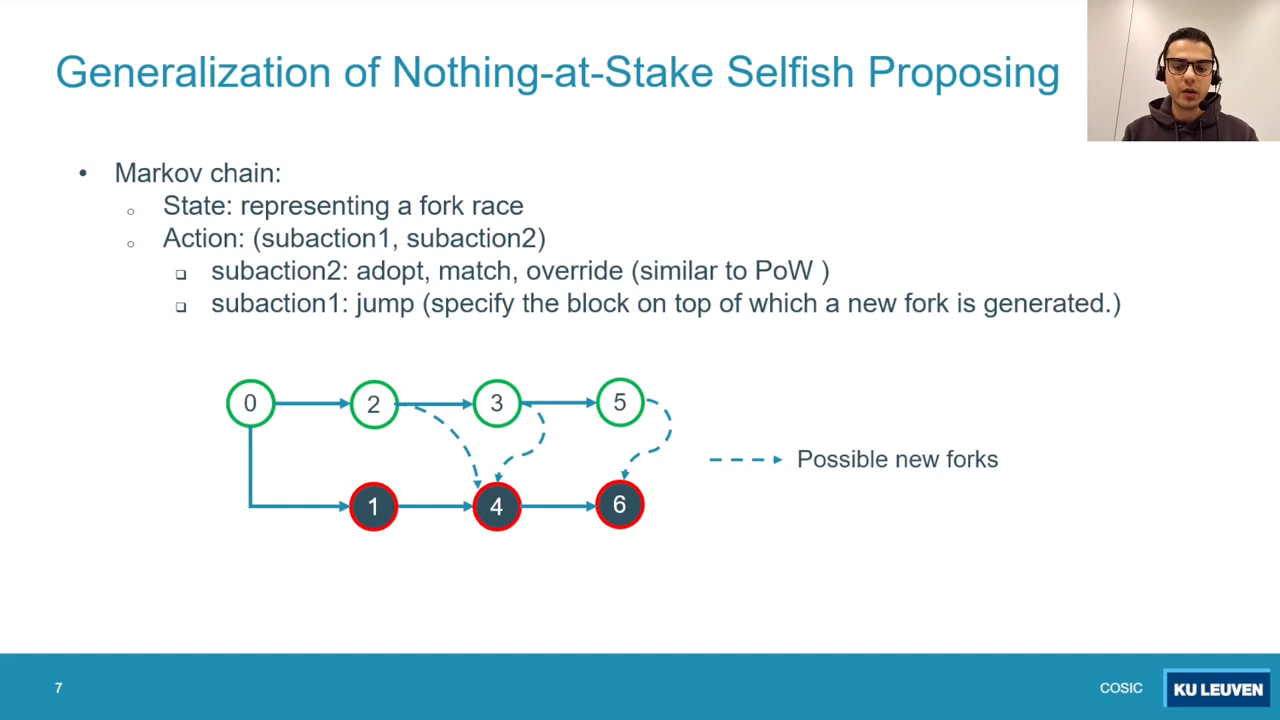 Generalization of Nothing-at-Stake Selfish Proposing
• Markov chain:
○ State: representing a fork race
○ Action: (subaction1, subaction2)
❑ subaction2: adopt, match, override (similar to PoW )
❑ subaction1: jump (specify the block on top of which a new fork is generated.)
0 2 3 5
Possible new forks
1 4 6
7
COSIC
KU LEUVEN